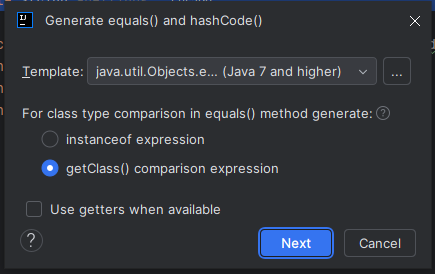 Generate equals() and hashCode()
Template: java.util.Objects.e... (Java 7 and higher) ...
For class type comparison in equals() method generate: ?
instanceof expression
getClass() comparison expression
Use getters when available
? Next Cancel